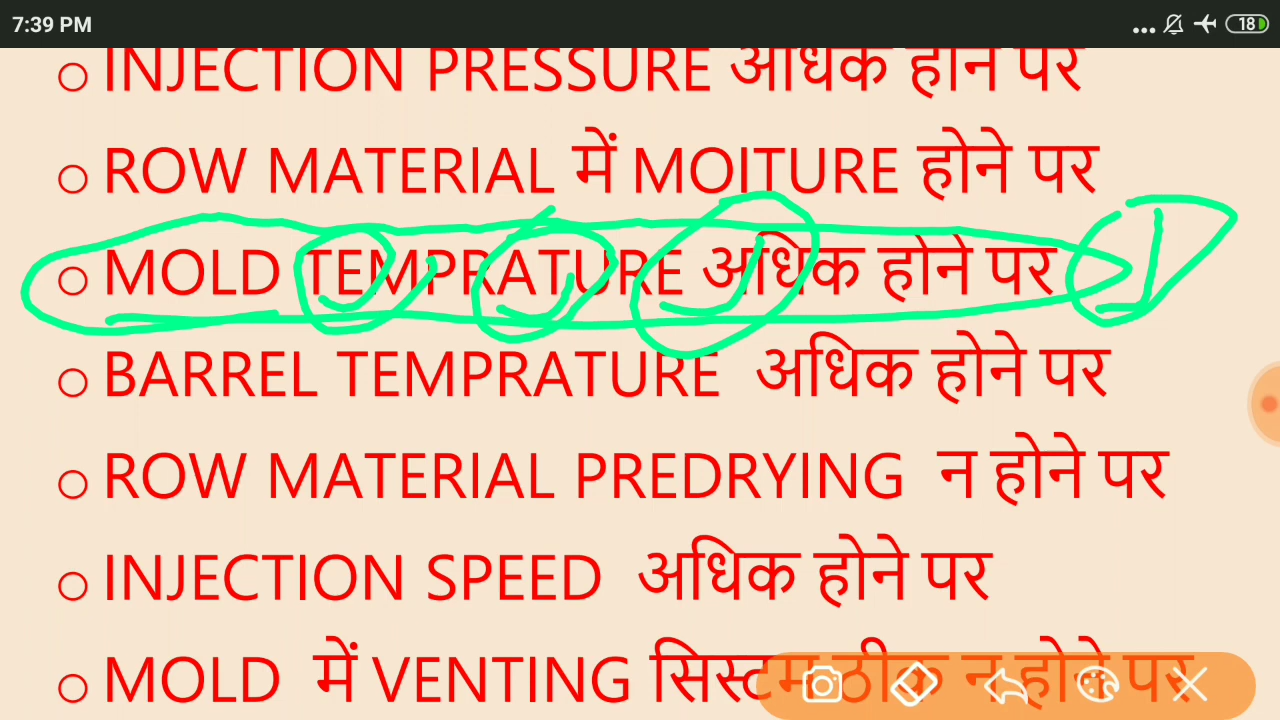 7:39 PM
18
INJECTION PRESSURE अधिक होने पर
ROW MATERIAL में MOITURE होने पर
MOLD TEMPRATURE अधिक होने पर
BARREL TEMPRATURE अधिक होने पर
ROW MATERIAL PREDRYING न होने पर
INJECTION SPEED अधिक होने पर
MOLD में VENTING सिस्टम ठीक न होने पर